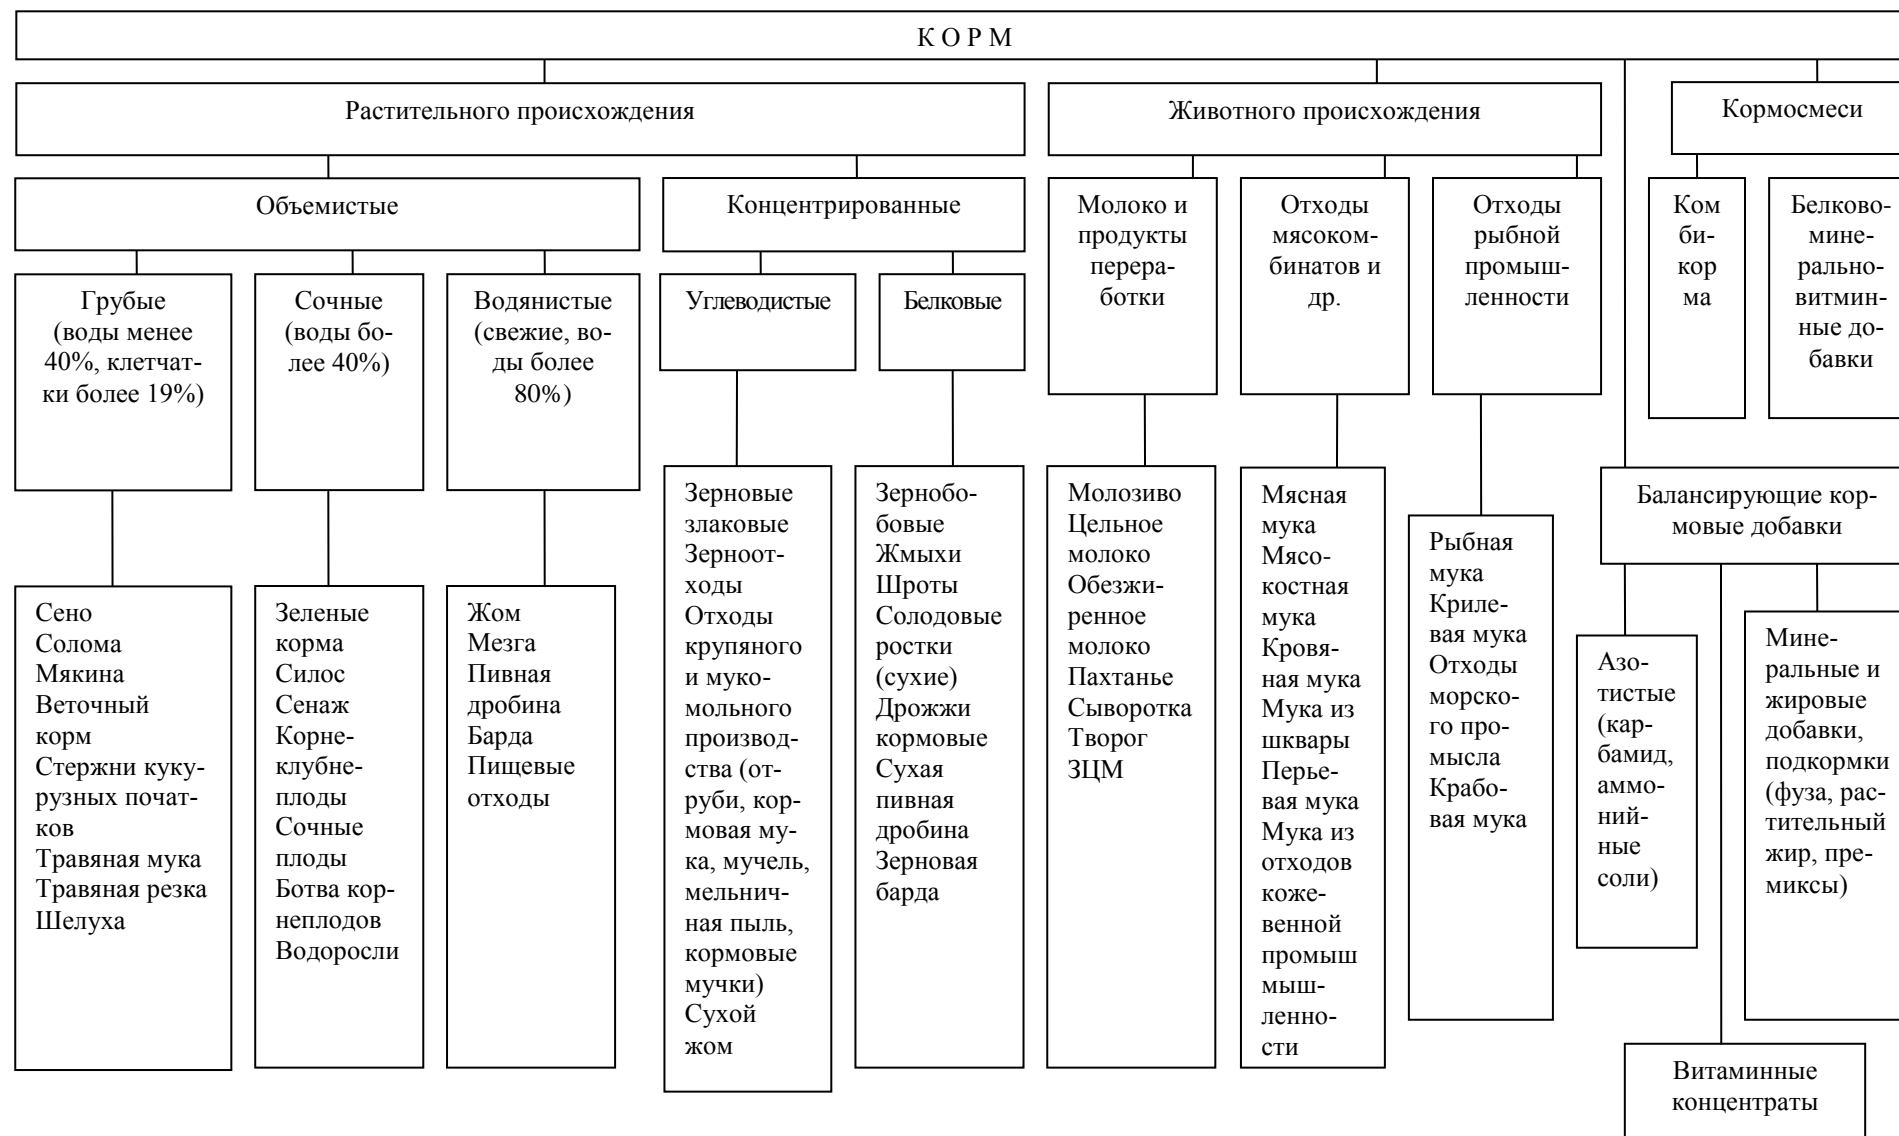 К О Р М
Растительного происхождения
Животного происхождения
Кормосмеси
Объемистые
Концентрированные
Молоко и
продукты
перера-
ботки
Отходы
мясоком-
бинатов и
др.
Отходы
рыбной
промыш-
ленности
Ком
би-
кор
ма
Белково-
мине-
рально-
витмин-
ные до-
бавки
Грубые
(воды менее
40%, клетчат-
ки более 19%)
Сочные
(воды бо-
лее 40%)
Водянистые
(свежие, во-
ды более
80%)
Углеводистые
Белковые
Сено
Солома
Мякина
Веточный
корм
Стержни куку-
рузных почат-
ков
Травяная мука
Травяная резка
Шелуха
Зеленые
корма
Силос
Сенаж
Корне-
клубне-
плоды
Сочные
плоды
Ботва кор-
неплодов
Водоросли
Жом
Мезга
Пивная
дробина
Барда
Пищевые
отходы
Зерновые
злаковые
Зерноот-
ходы
Отходы
крупяного
и муко-
мольного
производ-
ства (от-
руби, кор-
мовая му-
ка, мучель,
мельнич-
ная пыль,
кормовые
мучки)
Сухой
жом
Зернобо-
бовые
Жмыхи
Шроты
Солодовые
ростки
(сухие)
Дрожжи
кормовые
Сухая
пивная
дробина
Зерновая
барда
Молозиво
Цельное
молоко
Обезжи-
ренное
молоко
Пахтанье
Сыворотка
Творог
ЗЦМ
Мясная
мука
Мясо-
костная
мука
Кровя-
ная мука
Мука из
шквары
Перье-
вая мука
Мука из
отходов
коже-
венной
промыш
мыш-
ленно-
сти
Рыбная
мука
Криле-
вая мука
Отходы
морско-
го про-
мысла
Крабо-
вая мука
Балансирующие кор-
мовые добавки
Азо-
тистые
(кар-
бамид,
аммо-
ний-
ные
соли)
Мине-
ральные и
жировые
добавки,
подкормки
(фуза, рас-
тительный
жир, пре-
миксы)
Витаминные
концентраты